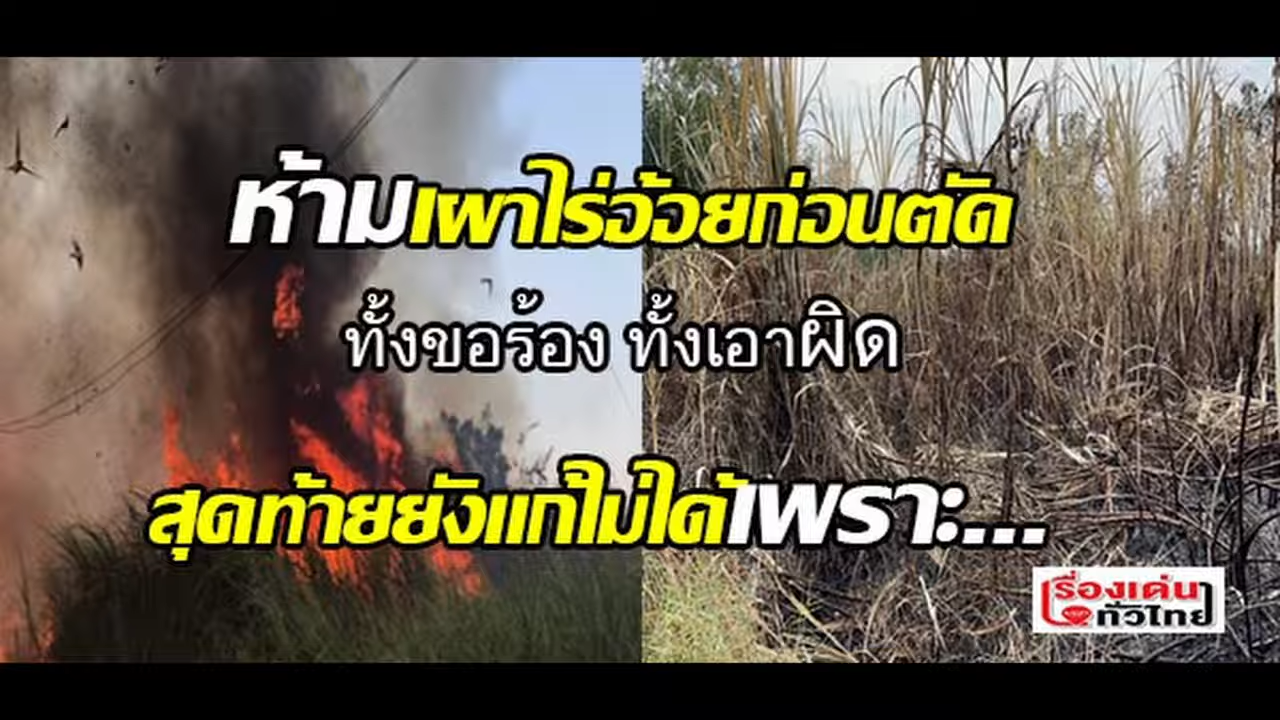 ห้ามเผาไร่อ้อยก่อนตัด
ทั้งขอร้อง ทั้งเอาผิด
สุดท้ายยังแก้ไม่ได้เพราะ...
เรื่องเด่น
ทั่วไทย